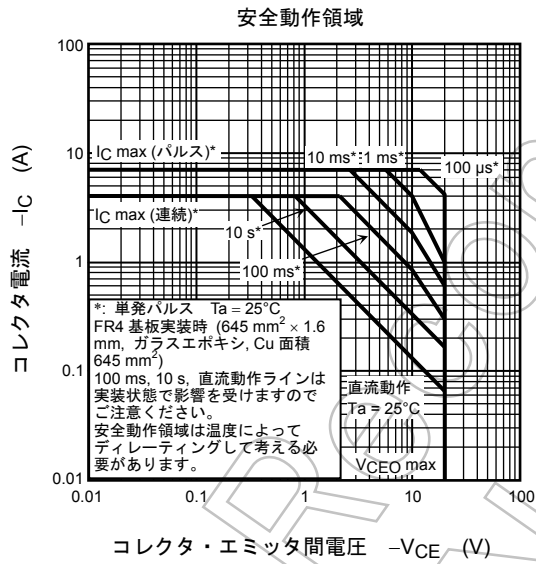 安全動作領域
コレクタ電流 −IC (A)
100
10
1
0.1
0.01
IC max (パルス)*
10 ms*
1 ms*
100 μs*
IC max (連続)*
10 s*
100 ms*
*: 単発パルス Ta = 25°C
FR4 基板実装時 (645 mm² × 1.6
mm, ガラスエポキシ, Cu 面積
645 mm²)
100 ms, 10 s, 直流動作ラインは
実装状態で影響を受けますので
ご注意ください。
安全動作領域は温度によって
ディレーティングして考える必
要があります。
直流動作
Ta = 25°C
VCEO max
0.01
0.1
1
10
100
コレクタ・エミッタ間電圧 −VCE (V)